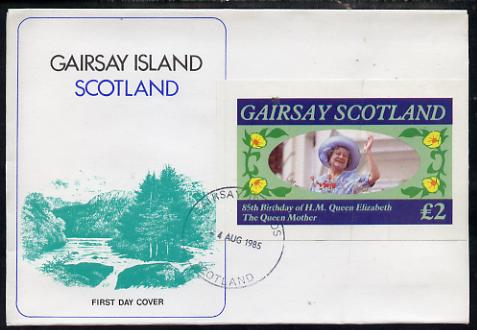 GAIRSAY ISLAND
SCOTLAND
GAIRSAY SCOTLAND
85th Birthday of H.M. Queen Elizabeth
The Queen Mother
£2
4 AUG 1985
SCOTLAND
FIRST DAY COVER